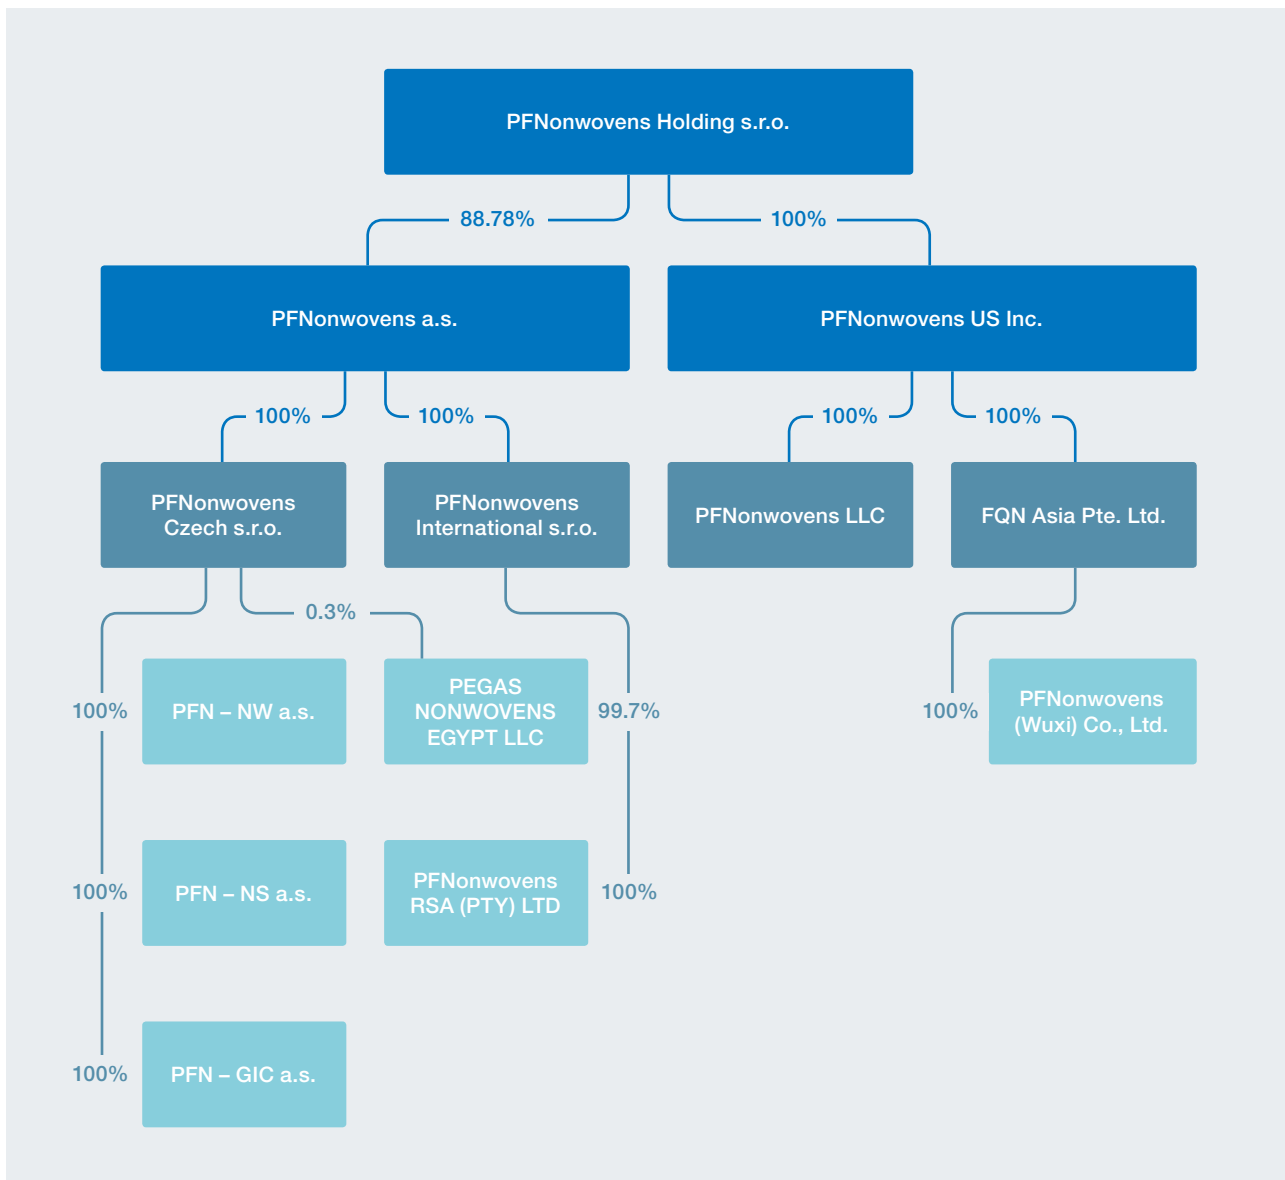 PFNonwovens Holding s.r.o.
88.78%
100%
PFNonwovens a.s.
PFNonwovens US Inc.
100%
100%
100%
100%
PFNonwovens
Czech s.r.o.
PFNonwovens
International s.r.o.
PFNonwovens LLC
FQN Asia Pte. Ltd.
0.3%
100%
PFN – NW a.s.
PEGAS
NONWOVENS
EGYPT LLC
99.7%
100%
PFNonwovens
(Wuxi) Co., Ltd.
100%
PFN – NS a.s.
PFNonwovens
RSA (PTY) LTD
100%
100%
PFN – GIC a.s.